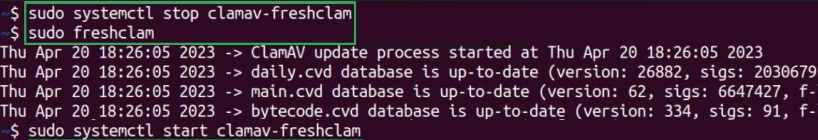 ~$ sudo systemctl stop clamav-freshclam
~$ sudo freshclam
Thu Apr 20 18:26:05 2023 -> ClamAV update process started at Thu Apr 20 18:26:05 2023
Thu Apr 20 18:26:05 2023 -> daily.cvd database is up-to-date (version: 26882, sigs: 2030679
Thu Apr 20 18:26:05 2023 -> main.cvd database is up-to-date (version: 62, sigs: 6647427, f-
Thu Apr 20 18:26:05 2023 -> bytecode.cvd database is up-to-date (version: 334, sigs: 91, f-
~$ sudo systemctl start clamav-freshclam